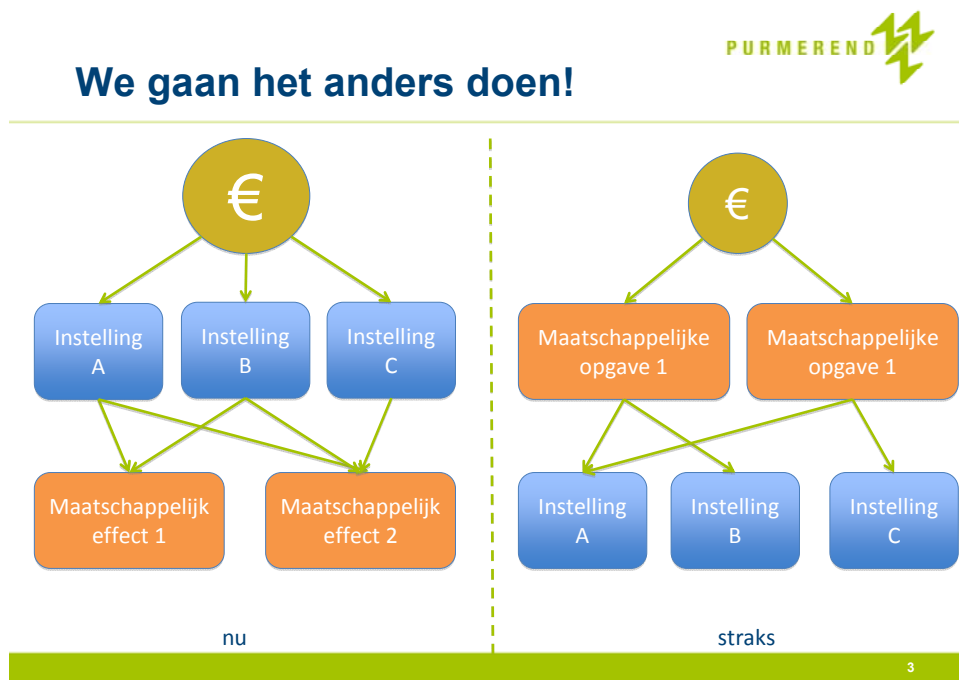 PURMEREND
We gaan het anders doen!
€
Instelling
A
Instelling
B
Instelling
C
Maatschappelijk
effect 1
Maatschappelijk
effect 2
nu
€
Maatschappelijke
opgave 1
Maatschappelijke
opgave 1
Instelling
A
Instelling
B
Instelling
C
straks
3